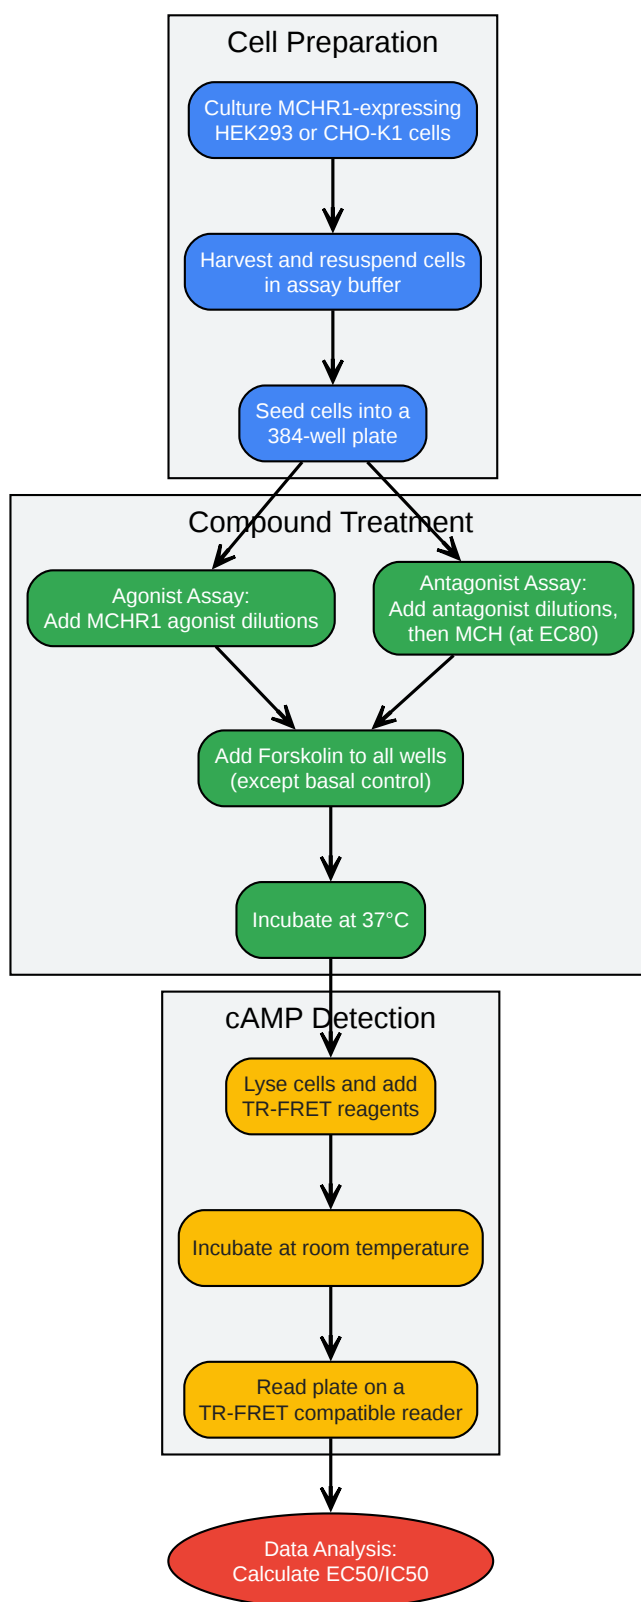 Cell Preparation
Culture MCHR1-expressing
HEK293 or CHO-K1 cells
Harvest and resuspend cells
in assay buffer
Seed cells into a
384-well plate
Compound Treatment
Agonist Assay:
Add MCHR1 agonist dilutions
Antagonist Assay:
Add antagonist dilutions,
then MCH (at EC80)
Add Forskolin to all wells
(except basal control)
Incubate at 37°C
cAMP Detection
Lyse cells and add
TR-FRET reagents
Incubate at room temperature
Read plate on a
TR-FRET compatible reader
Data Analysis:
Calculate EC50/IC50